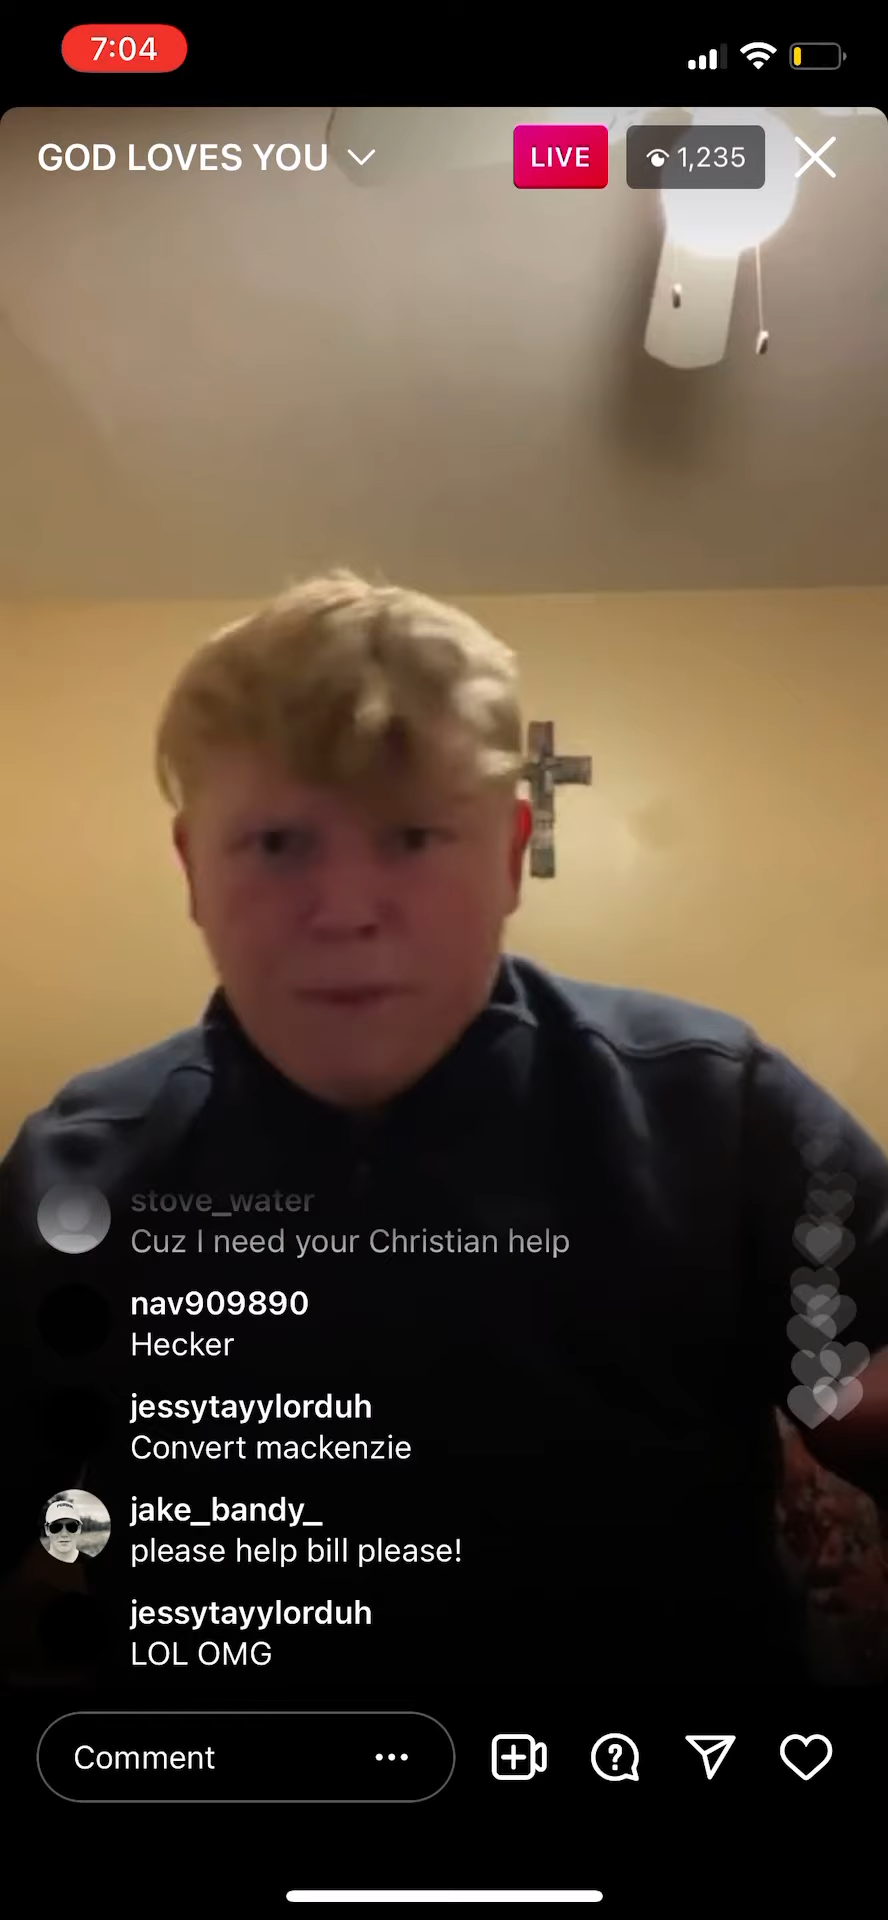 7:04
GOD LOVES YOU
LIVE
1,235
stove_water
Cuz I need your Christian help
nav909890
Hecker
jessytayylorduh
Convert mackenzie
jake_bandy_
please help bill please!
jessytayylorduh
LOL OMG
Comment